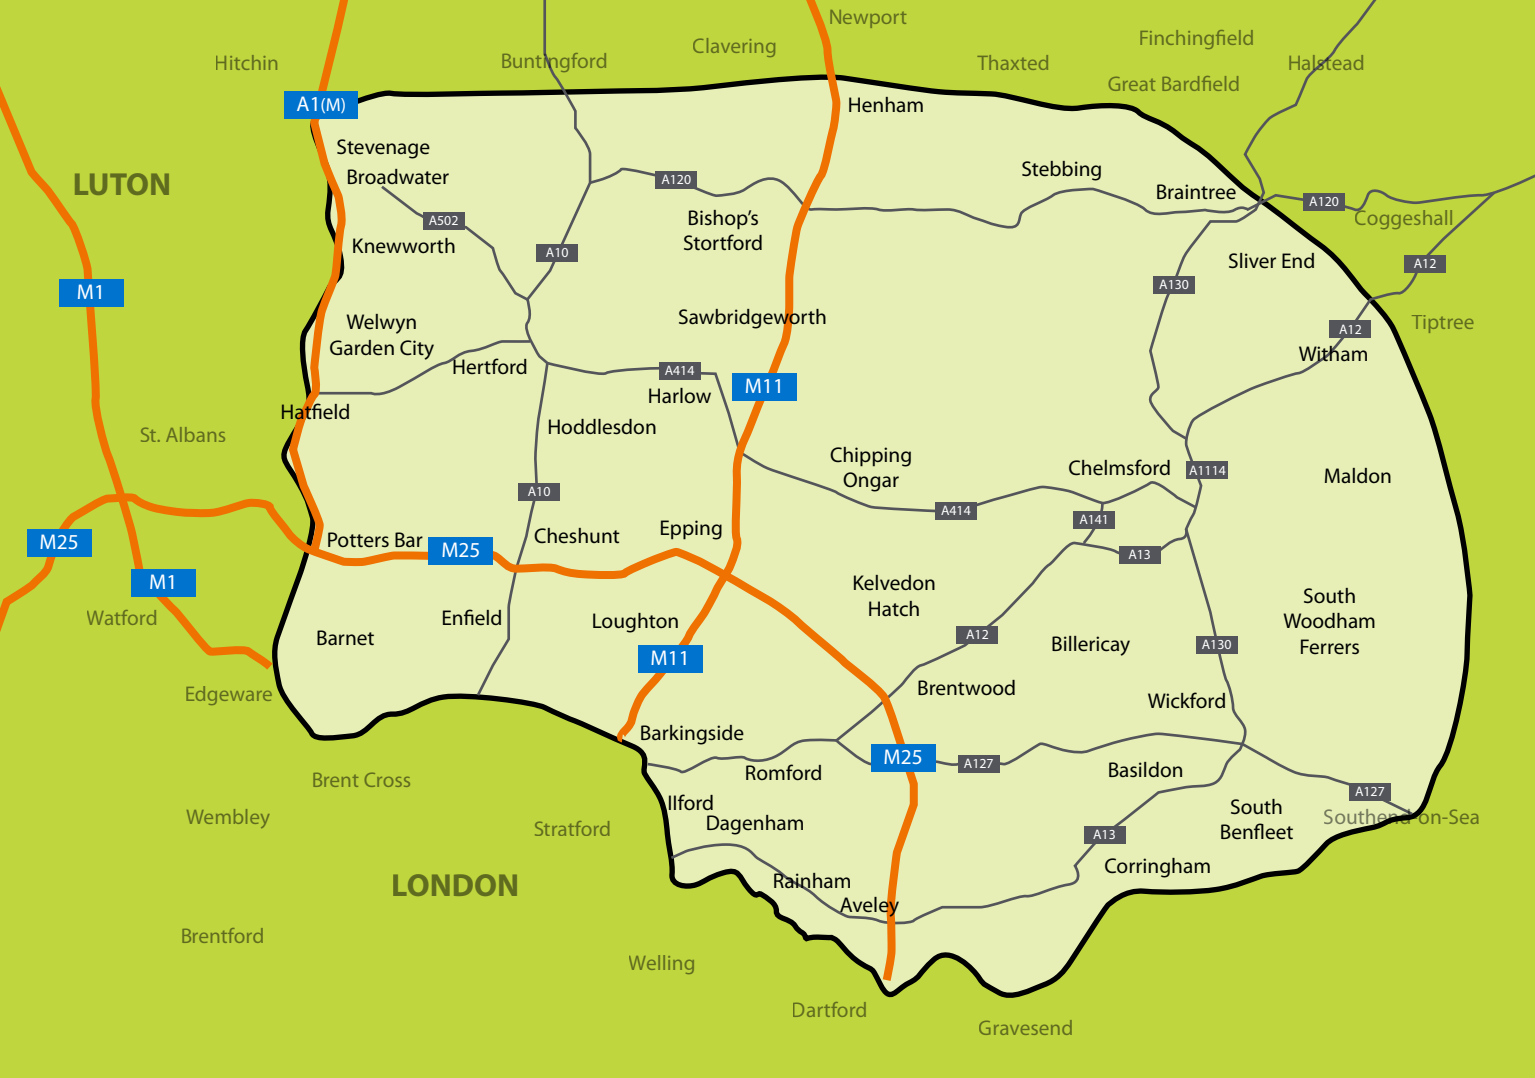 Newport
Finchingfield
Clavering
Hitchin
Buntingford
Thaxted
Halstead
Great Bardfield
A1(M)
Henham
Stevenage
Stebbing
Broadwater
A120
LUTON
Braintree
A120
A502
Bishop's
Stortford
Coggeshall
Knewworth
A10
Sliver End
A12
M1
A130
Sawbridgeworth
Welwyn
Garden City
Tiptree
A12
Witham
Hertford
A414
M11
Harlow
Hatfield
Hoddlesdon
St. Albans
Chipping
Ongar
Chelmsford
A1114
Maldon
A10
A414
A141
Epping
Cheshunt
Potters Bar
M25
M25
A13
M1
Kelvedon
Hatch
South
Woodham
Ferrers
Watford
Enfield
Loughton
Barnet
A12
Billericay
A130
M11
Edgeware
Brentwood
Wickford
Barkingside
M25
A127
Romford
Basildon
Brent Cross
A127
Ilford
South
Benfleet
Wembley
Dagenham
Southend-on-Sea
Stratford
A13
Corringham
LONDON
Rainham
Aveley
Brentford
Welling
Dartford
Gravesend